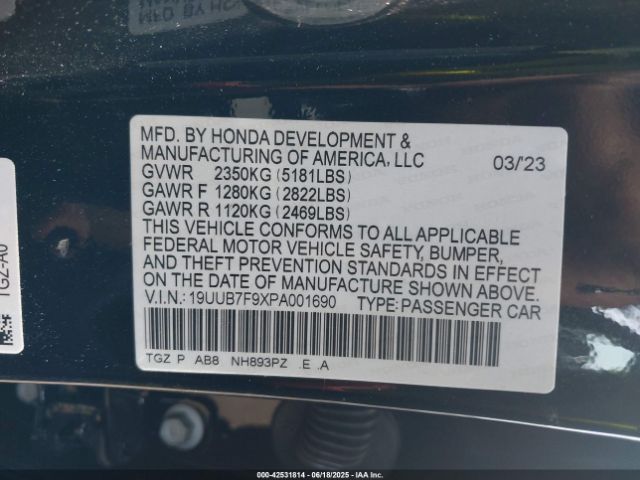 MFD. BY HONDA DEVELOPMENT &
MANUFACTURING OF AMERICA, LLC 03/'23
GVWR 2350KG (5181LBS)
GAWR F 1280KG (2822LBS)
GAWR R 1120KG (2469LBS)
THIS VEHICLE CONFORMS TO ALL APPLICABLE
FEDERAL MOTOR VEHICLE SAFETY, BUMPER,
AND THEFT PREVENTION STANDARDS IN EFFECT
ON THE DATE OF MANUFACTURE SHOWN ABOVE.
V.I.N.: 19UUB7F9XPA001690 TYPE: PASSENGER CAR
TGZ P AB8 NH893PZ .E .A
TGZ-A0
000-42531814 - 06/18/2025 - IAA Inc.